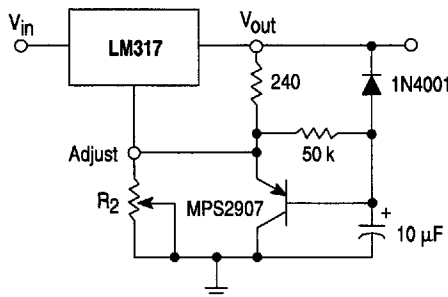 Vin
LM317
Vout
240
1N4001
50 k
Adjust
R2
MPS2907
+
10 μF